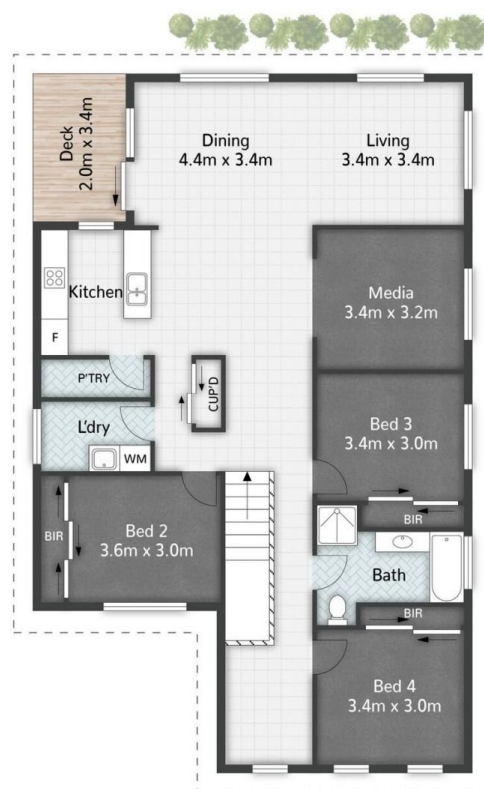 Deck
2.0m x 3.4m
Dining
4.4m x 3.4m
Living
3.4m x 3.4m
Kitchen
F
Media
3.4m x 3.2m
P'TRY
CUP'D
L'dry
WM
Bed 3
3.4m x 3.0m
BIR
BIR
Bed 2
3.6m x 3.0m
Bath
BIR
Bed 4
3.4m x 3.0m